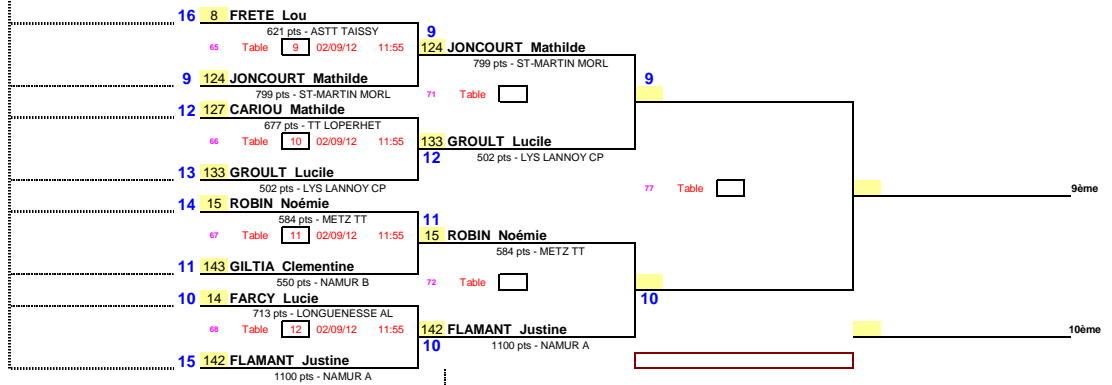 16 8 FRETE Lou
621 pts - ASTT TAISSY
9
65 Table 9 02/09/12 11:55
124 JONCOURT Mathilde
799 pts - ST-MARTIN MORL
9 124 JONCOURT Mathilde
9
799 pts - ST-MARTIN MORL
71 Table
12 127 CARIOU Mathilde
677 pts - TT LOPERHET
66 Table 10 02/09/12 11:55
133 GROULT Lucile
12
502 pts - LYS LANNOY CP
13 133 GROULT Lucile
502 pts - LYS LANNOY CP
77 Table
9ème
14 15 ROBIN Noémie
584 pts - METZ TT
11
67 Table 11 02/09/12 11:55
15 ROBIN Noémie
584 pts - METZ TT
11 143 GILTIA Clementine
550 pts - NAMUR B
72 Table
10 14 FARCY Lucie
10
713 pts - LONGUENESSE AL
68 Table 12 02/09/12 11:55
142 FLAMANT Justine
10ème
10
1100 pts - NAMUR A
15 142 FLAMANT Justine
1100 pts - NAMUR A